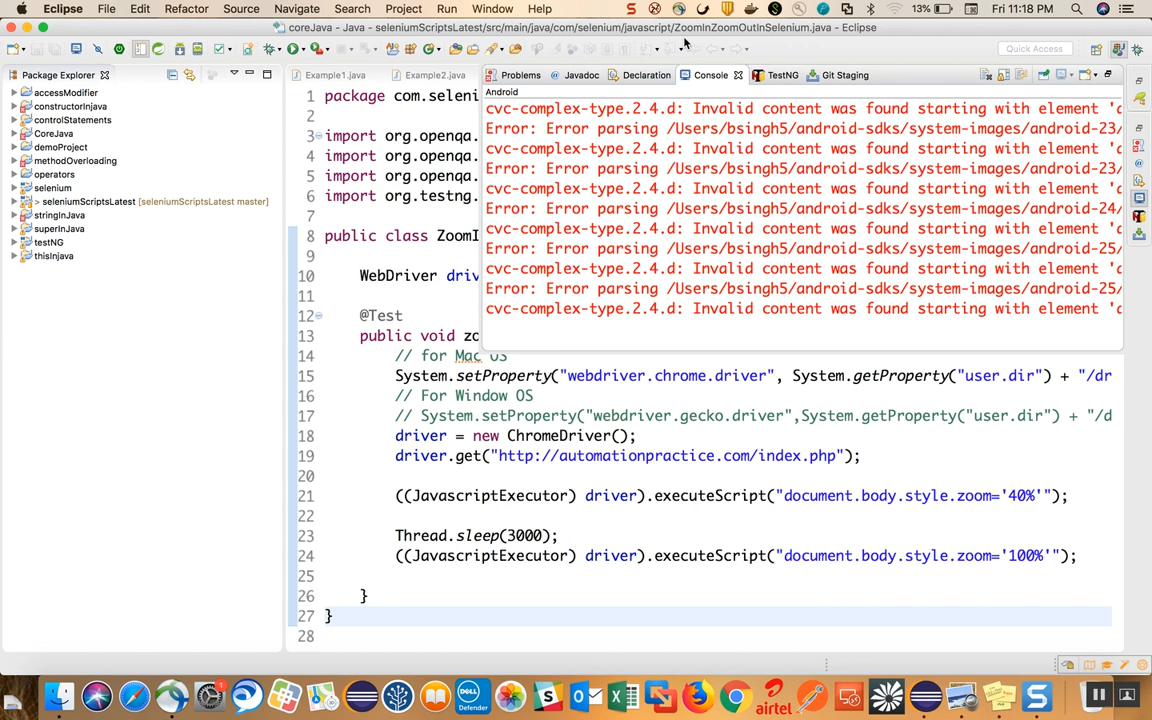 Eclipse File Edit Refactor Source Navigate Search Project Run Window Help 13% Fri 11:18 PM
coreJava - Java - seleniumScriptsLatest/src/main/java/com/selenium/javascript/ZoomInZoomOutInSelenium.java - Eclipse
Quick Access
Package Explorer
accessModifier
constructorInjava
controlStatements
CoreJava
demoProject
methodOverloading
operators
selenium
> seleniumScriptsLatest [seleniumScriptsLatest master]
stringInJava
superInJava
testNG
thisInjava
Example1.java Example2.java
Problems Javadoc Declaration Console TestNG Git Staging
Android
cvc-complex-type.2.4.d: Invalid content was found starting with element '
Error: Error parsing /Users/bsingh5/android-sdks/system-images/android-23/
cvc-complex-type.2.4.d: Invalid content was found starting with element '
Error: Error parsing /Users/bsingh5/android-sdks/system-images/android-23/
cvc-complex-type.2.4.d: Invalid content was found starting with element '
Error: Error parsing /Users/bsingh5/android-sdks/system-images/android-24/
cvc-complex-type.2.4.d: Invalid content was found starting with element '
Error: Error parsing /Users/bsingh5/android-sdks/system-images/android-25/
cvc-complex-type.2.4.d: Invalid content was found starting with element '
Error: Error parsing /Users/bsingh5/android-sdks/system-images/android-25/
cvc-complex-type.2.4.d: Invalid content was found starting with element '
1 package com.seleni
2
3 import org.openqa.
4 import org.openqa.
5 import org.openqa.
6 import org.testng.
7
8 public class ZoomI
9
10 WebDriver driv
11
12 @Test
13 public void zo
14 // for Mac OS
15 System.setProperty("webdriver.chrome.driver", System.getProperty("user.dir") + "/dr
16 // For Window OS
17 // System.setProperty("webdriver.gecko.driver",System.getProperty("user.dir") + "/d
18 driver = new ChromeDriver();
19 driver.get("http://automationpractice.com/index.php");
20
21 ((JavascriptExecutor) driver).executeScript("document.body.style.zoom='40%'");
22
23 Thread.sleep(3000);
24 ((JavascriptExecutor) driver).executeScript("document.body.style.zoom='100%'");
25
26 }
27 }
28
1
DELL
Defender
airtel